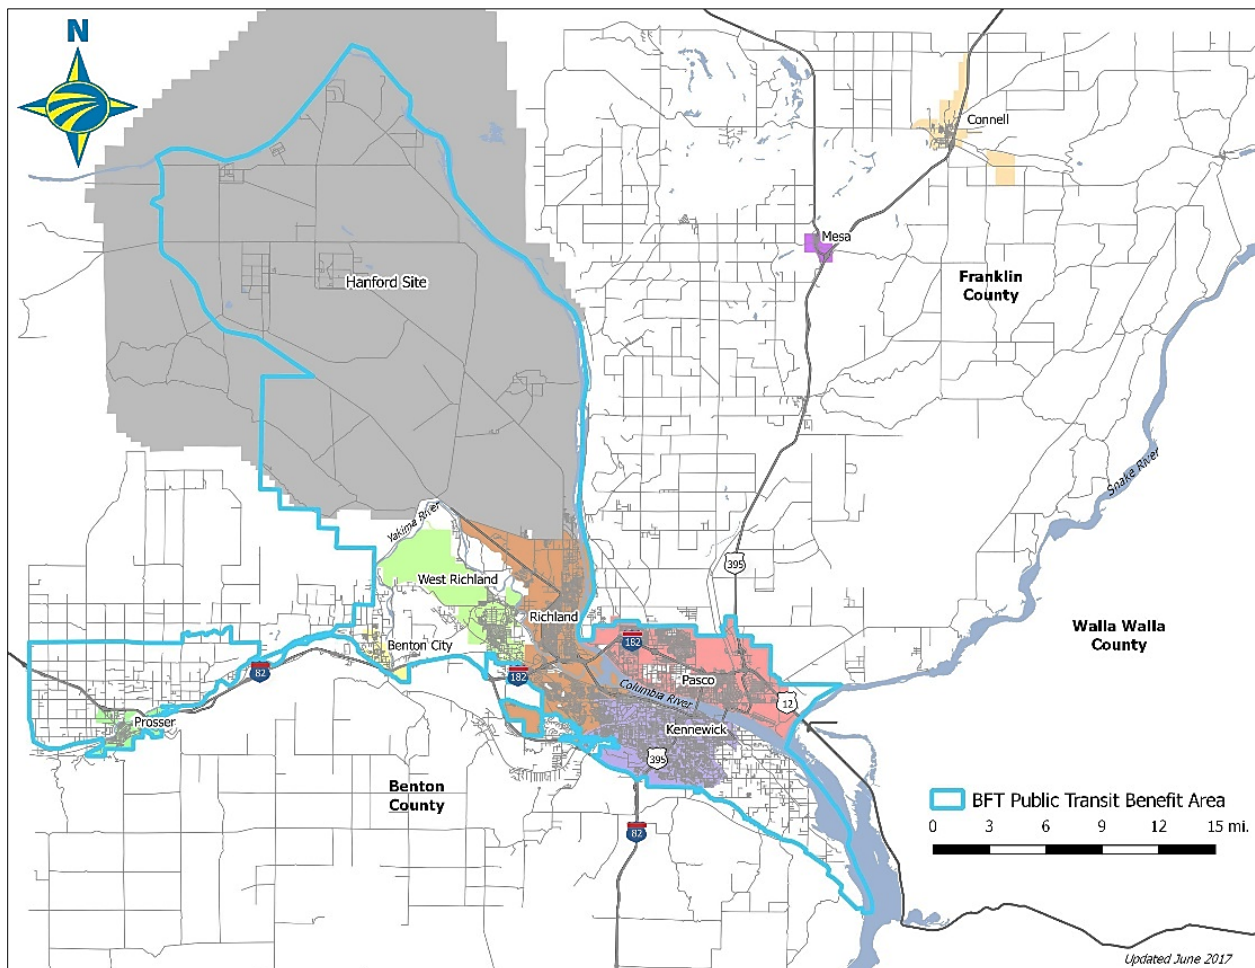 N
Connell
Mesa
Franklin
County
Hanford Site
Snake River
Yakima River
395
West Richland
Richland
182
Walla Walla
County
Benton City
82
182
Pasco
Columbia River
12
Prosser
Kennewick
395
Benton
County
BFT Public Transit Benefit Area
0 3 6 9 12 15 mi.
82
Updated June 2017